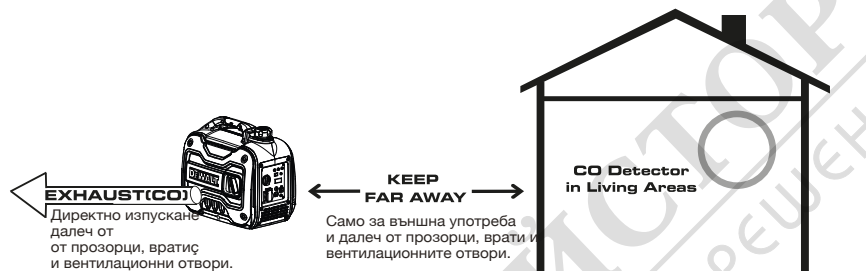 DEWALT
EXHAUST(CO)
Директно изпускане
далеч от
от прозорци, вратиç
и вентилационни отвори.
KEEP
FAR AWAY
Само за външна употреба
и далеч от прозорци, врати и
вентилационните отвори.
CO Detector
in Living Areas